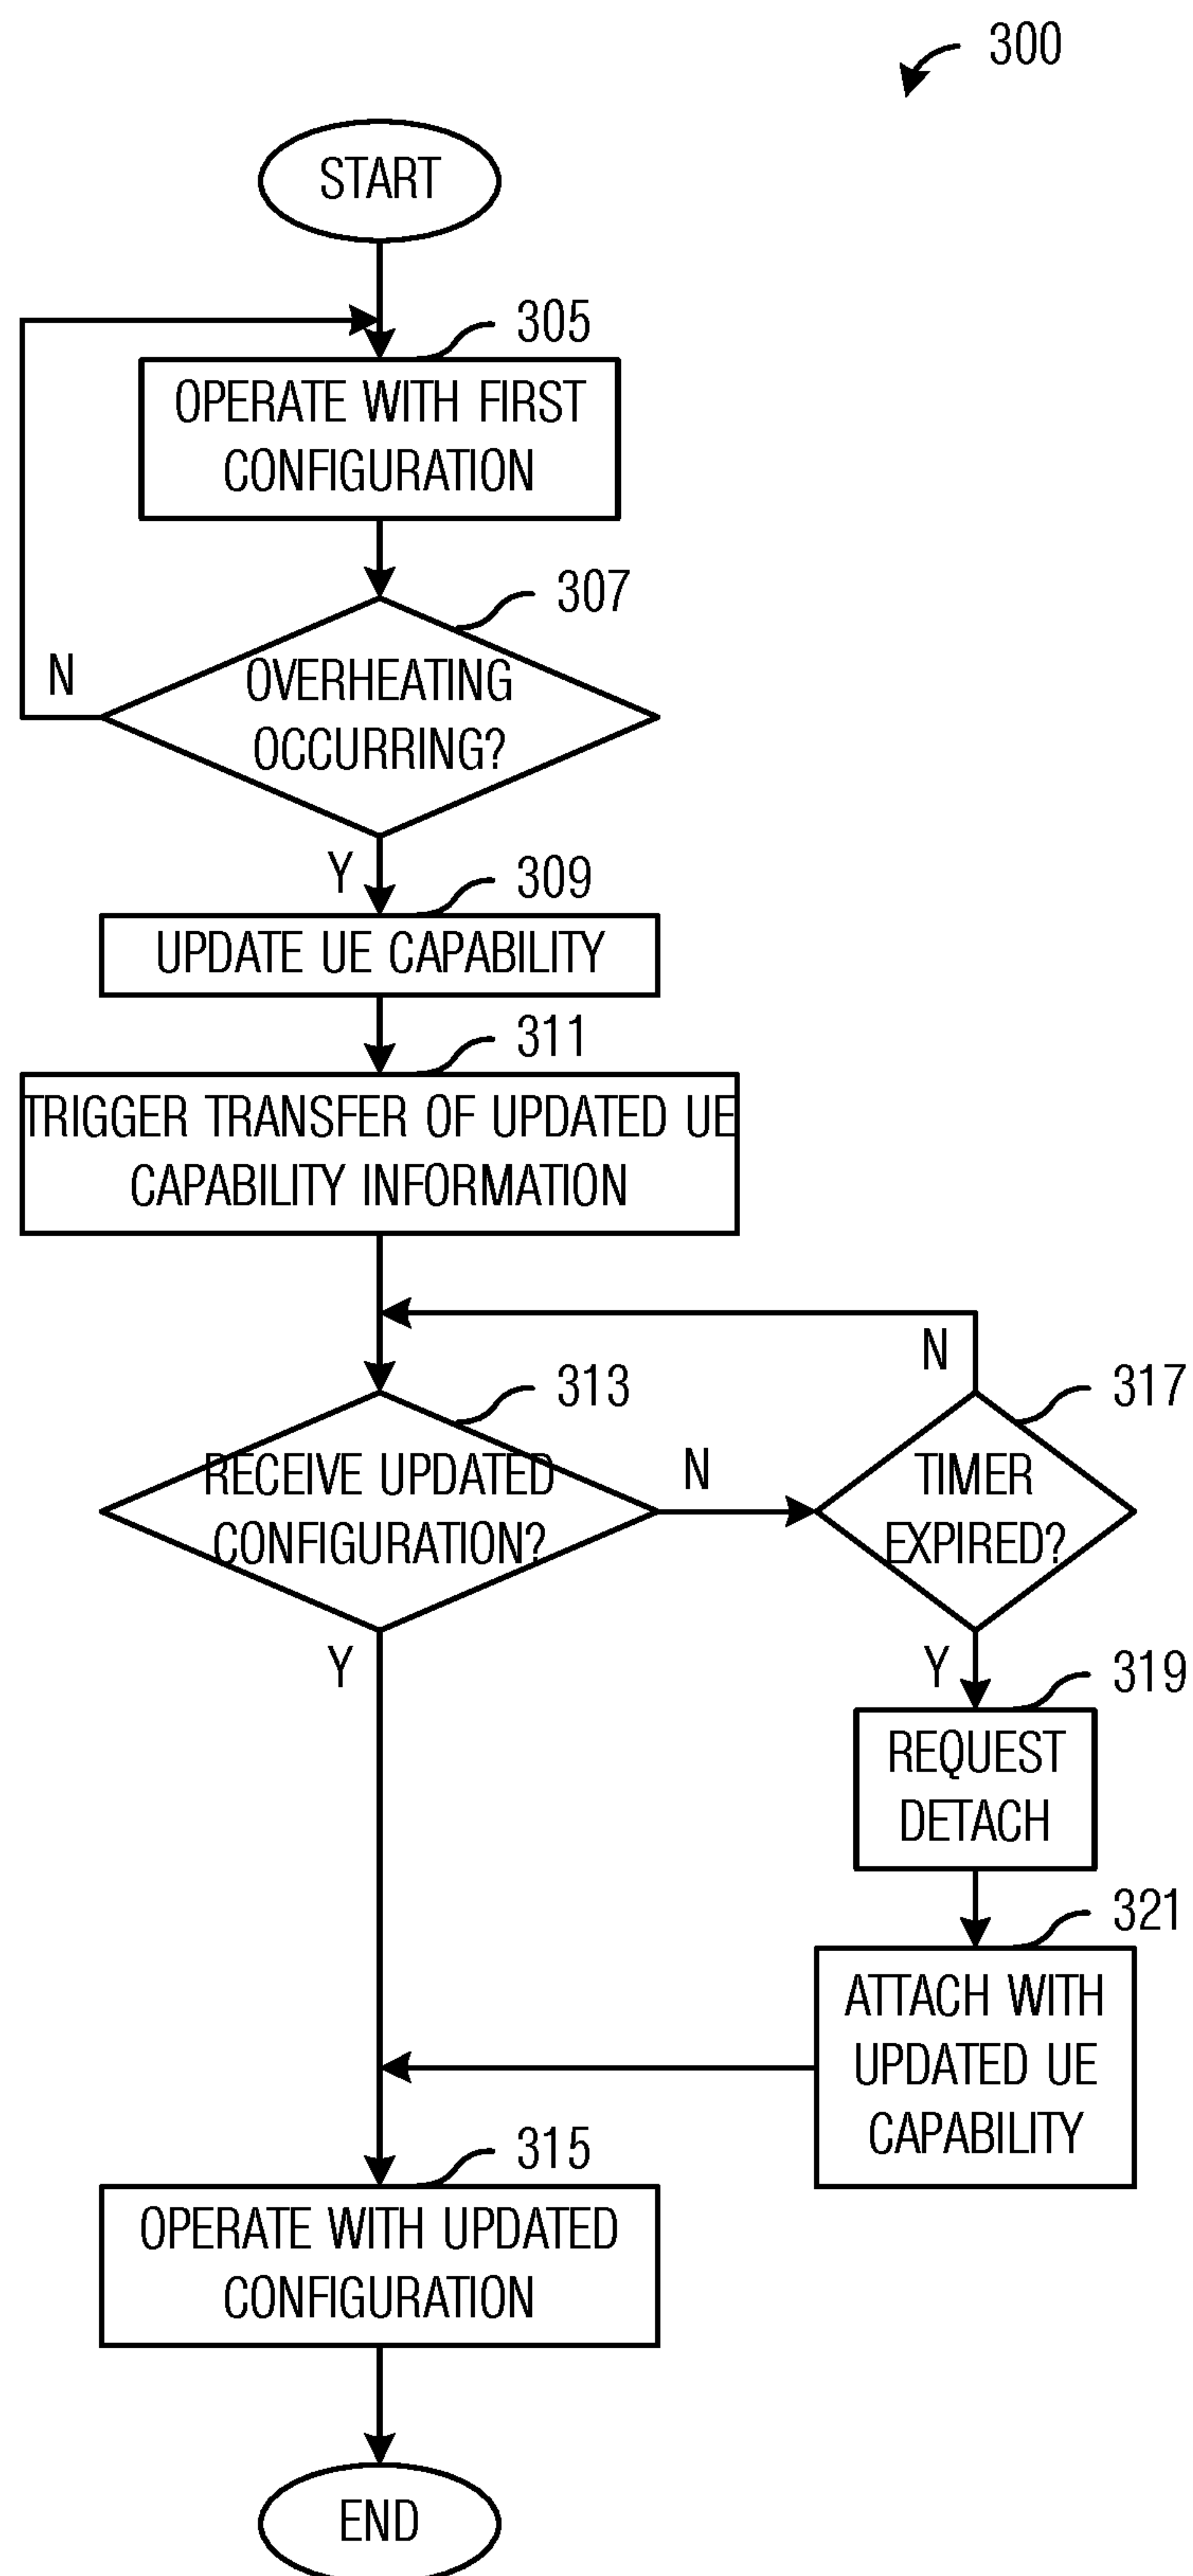 300
START
305
OPERATE WITH FIRST
CONFIGURATION
307
OVERHEATING
OCCURRING?
N
Y
309
UPDATE UE CAPABILITY
311
TRIGGER TRANSFER OF UPDATED UE
CAPABILITY INFORMATION
313
RECEIVE UPDATED
CONFIGURATION?
N
Y
317
TIMER
EXPIRED?
N
Y
319
REQUEST
DETACH
321
ATTACH WITH
UPDATED UE
CAPABILITY
315
OPERATE WITH UPDATED
CONFIGURATION
END